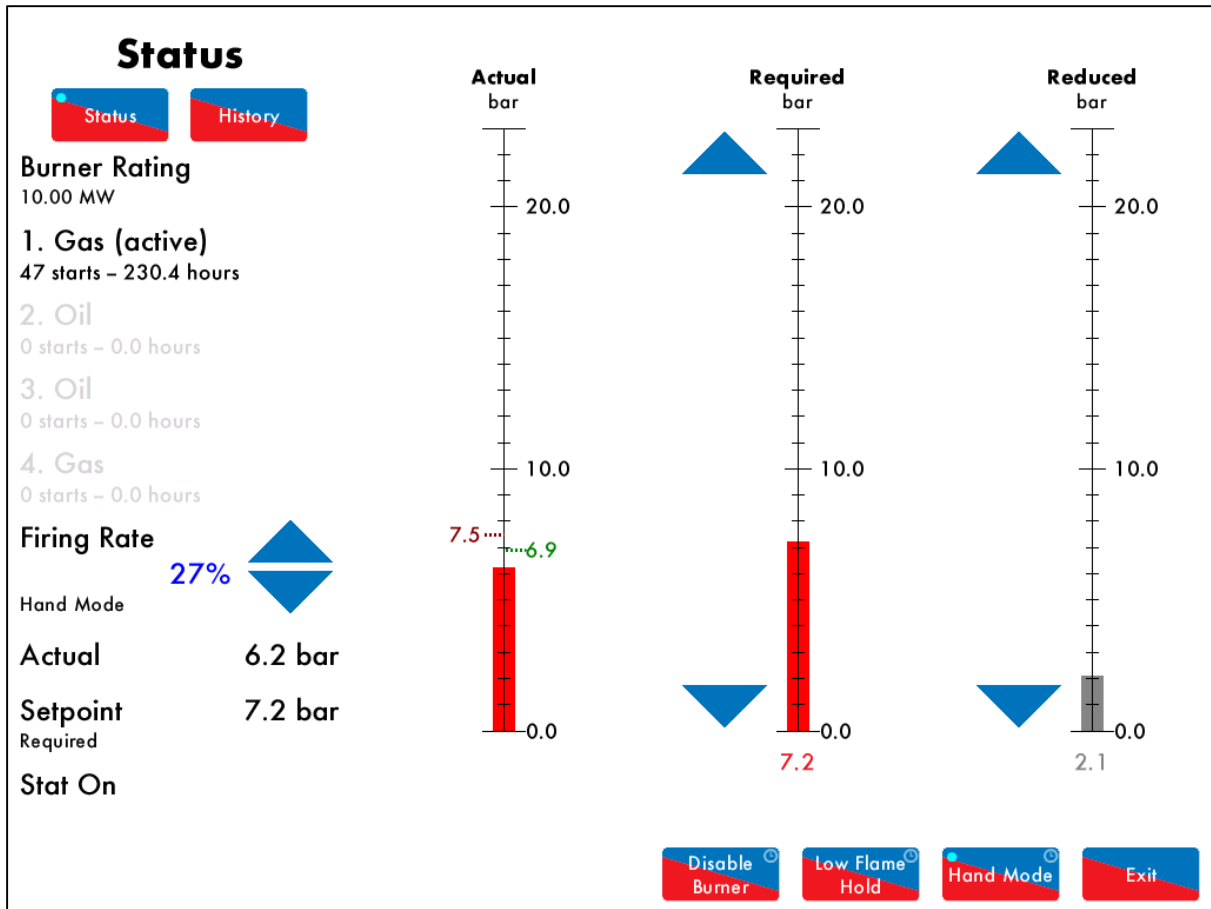 Status
Status
History
Burner Rating
10.00 MW
1. Gas (active)
47 starts – 230.4 hours
2. Oil
0 starts – 0.0 hours
3. Oil
0 starts – 0.0 hours
4. Gas
0 starts – 0.0 hours
Firing Rate
27%
Hand Mode
Actual 6.2 bar
Setpoint 7.2 bar
Required
Stat On
Actual
bar
20.0
10.0
7.5
6.9
0.0
Required
bar
20.0
10.0
0.0
7.2
Reduced
bar
20.0
10.0
0.0
2.1
Disable
Burner
Low Flame
Hold
Hand Mode
Exit